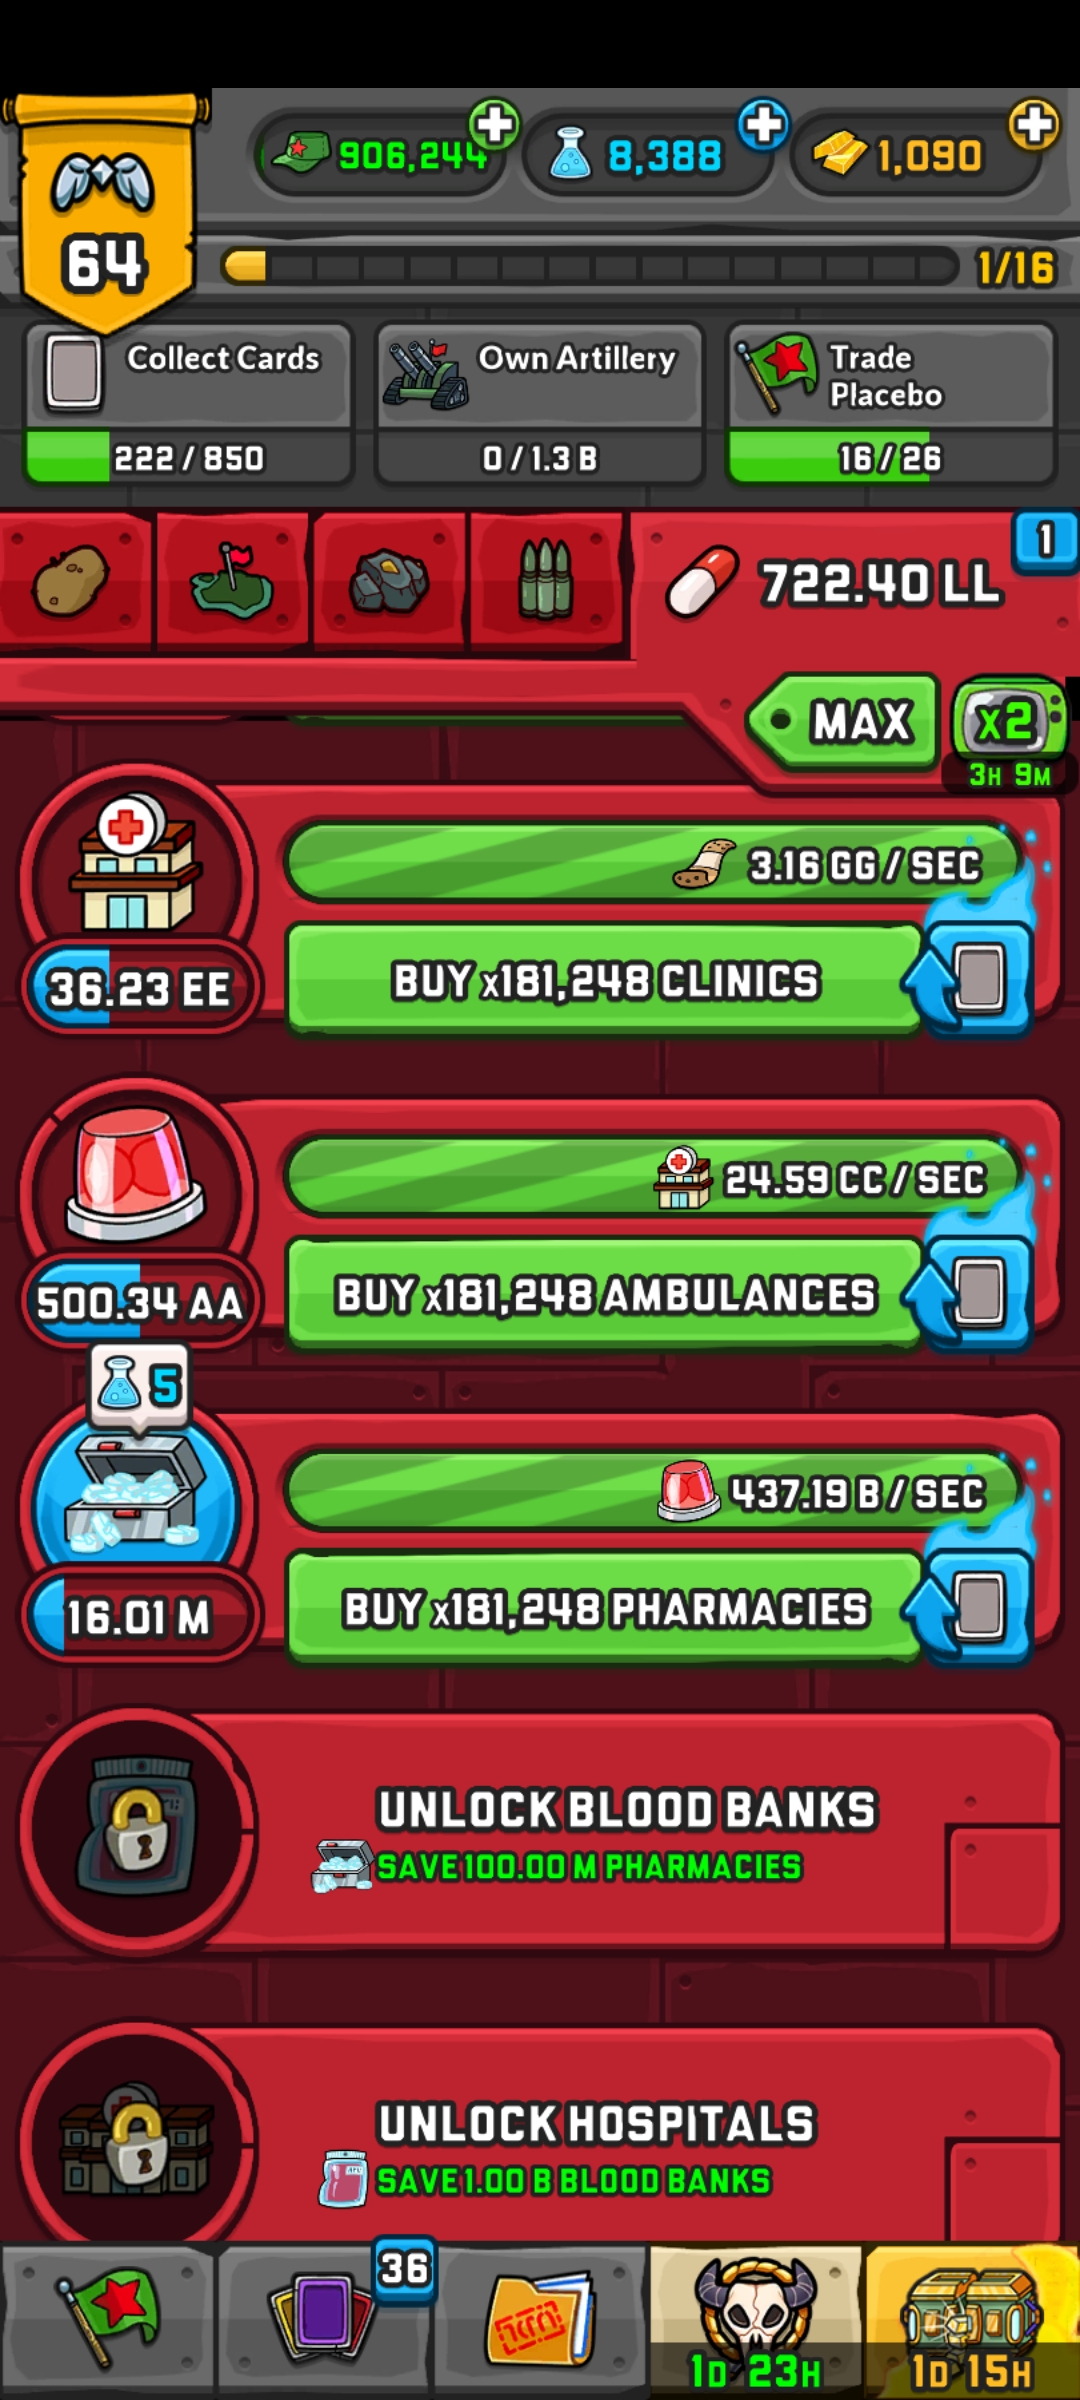 64
906,244
8,388
1,090
1/16
Collect Cards
222 / 850
Own Artillery
0 / 1.3 B
Trade
Placebo
16 / 26
722.40 LL
1
MAX
x2
3H 9M
3.16 GG / SEC
36.23 EE
BUY x181,248 CLINICS
24.59 CC / SEC
500.34 AA
BUY x181,248 AMBULANCES
5
437.19 B / SEC
16.01 M
BUY x181,248 PHARMACIES
UNLOCK BLOOD BANKS
SAVE 100.00 M PHARMACIES
UNLOCK HOSPITALS
SAVE 1.00 B BLOOD BANKS
36
1D 23H
1D 15H